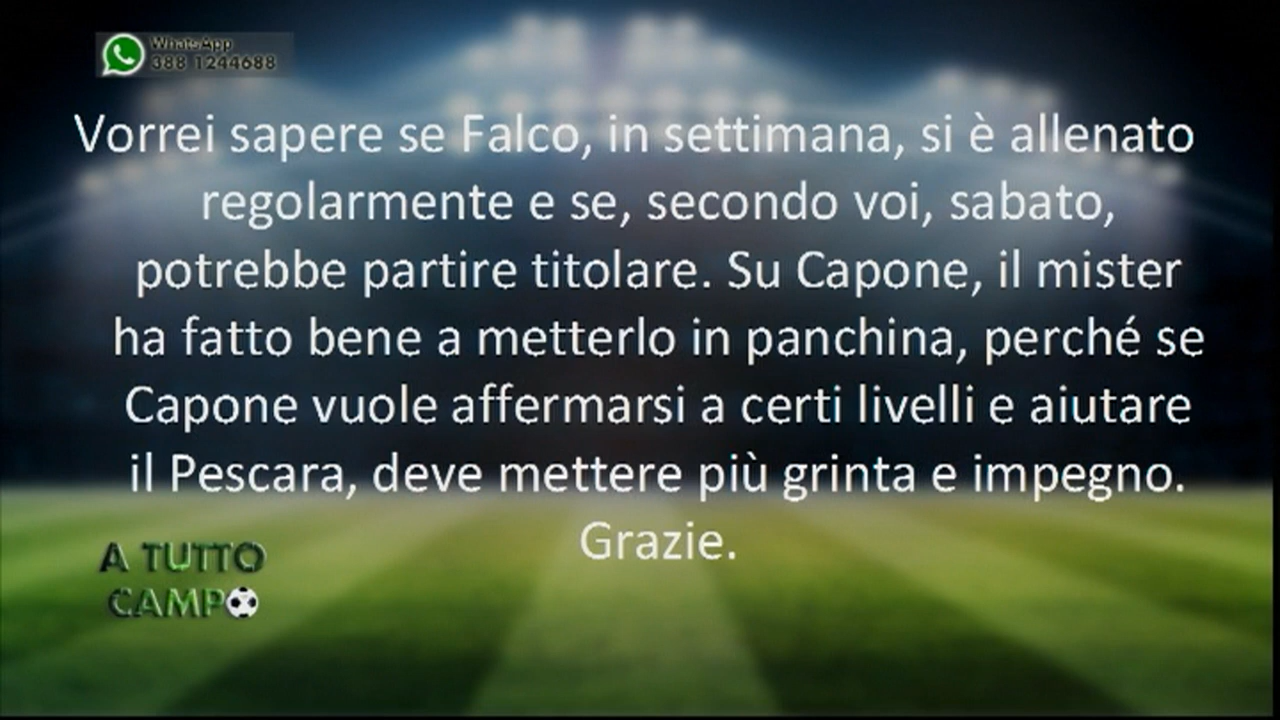 WhatsApp
388 1244688
Vorrei sapere se Falco, in settimana, si è allenato
regolarmente e se, secondo voi, sabato,
potrebbe partire titolare. Su Capone, il mister
ha fatto bene a metterlo in panchina, perché se
Capone vuole affermarsi a certi livelli e aiutare
il Pescara, deve mettere più grinta e impegno.
Grazie.
A TUTTO
CAMPO